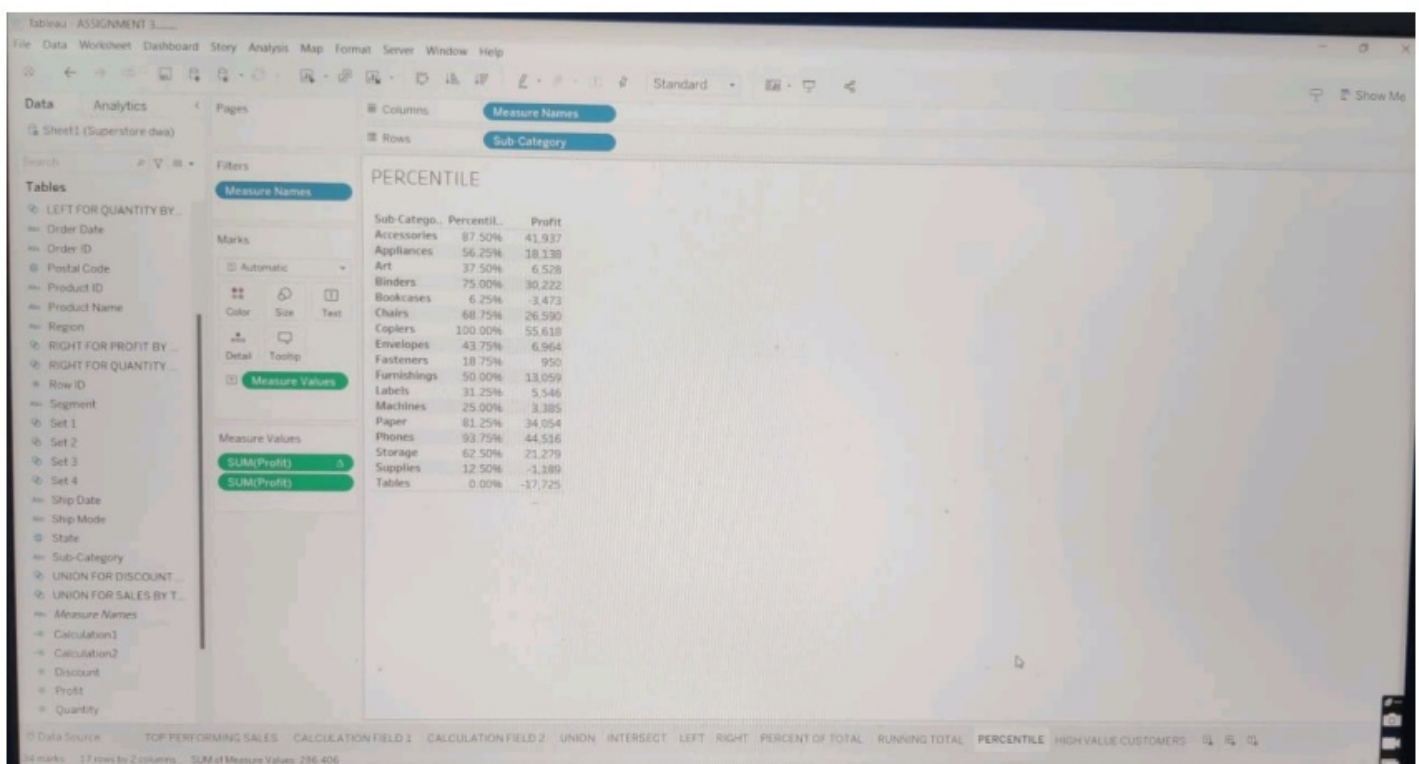 Tableau - ASSIGNMENT 3
File Data Worksheet Dashboard Story Analysis Map Format Server Window Help
Standard
Show Me
Data Analytics
Sheet1 (Superstore dwa)
Search
Tables
LEFT FOR QUANTITY BY...
Order Date
Order ID
Postal Code
Product ID
Product Name
Region
RIGHT FOR PROFIT BY ...
RIGHT FOR QUANTITY ...
Row ID
Segment
Set 1
Set 2
Set 3
Set 4
Ship Date
Ship Mode
State
Sub-Category
UNION FOR DISCOUNT ...
UNION FOR SALES BY T...
Measure Names
Calculation1
Calculation2
Discount
Profit
Quantity
Pages
Filters
Measure Names
Marks
Automatic
Color Size Text
Detail Tooltip
Measure Values
Measure Values
SUM(Profit)
SUM(Profit)
Columns Measure Names
Rows Sub-Category
PERCENTILE
Sub-Catego.. Percentil.. Profit
Accessories 87.50% 41,937
Appliances 56.25% 18,138
Art 37.50% 6,528
Binders 75.00% 30,222
Bookcases 6.25% -3,473
Chairs 68.75% 26,590
Copiers 100.00% 55,618
Envelopes 43.75% 6,964
Fasteners 18.75% 950
Furnishings 50.00% 13,059
Labels 31.25% 5,546
Machines 25.00% 3,385
Paper 81.25% 34,054
Phones 93.75% 44,516
Storage 62.50% 21,279
Supplies 12.50% -1,189
Tables 0.00% -17,725
Data Source TOP PERFORMING SALES CALCULATION FIELD 1 CALCULATION FIELD 2 UNION INTERSECT LEFT RIGHT PERCENT OF TOTAL RUNNING TOTAL PERCENTILE HIGH VALUE CUSTOMERS
34 marks 17 rows by 2 columns SUM of Measure Values: 286,406